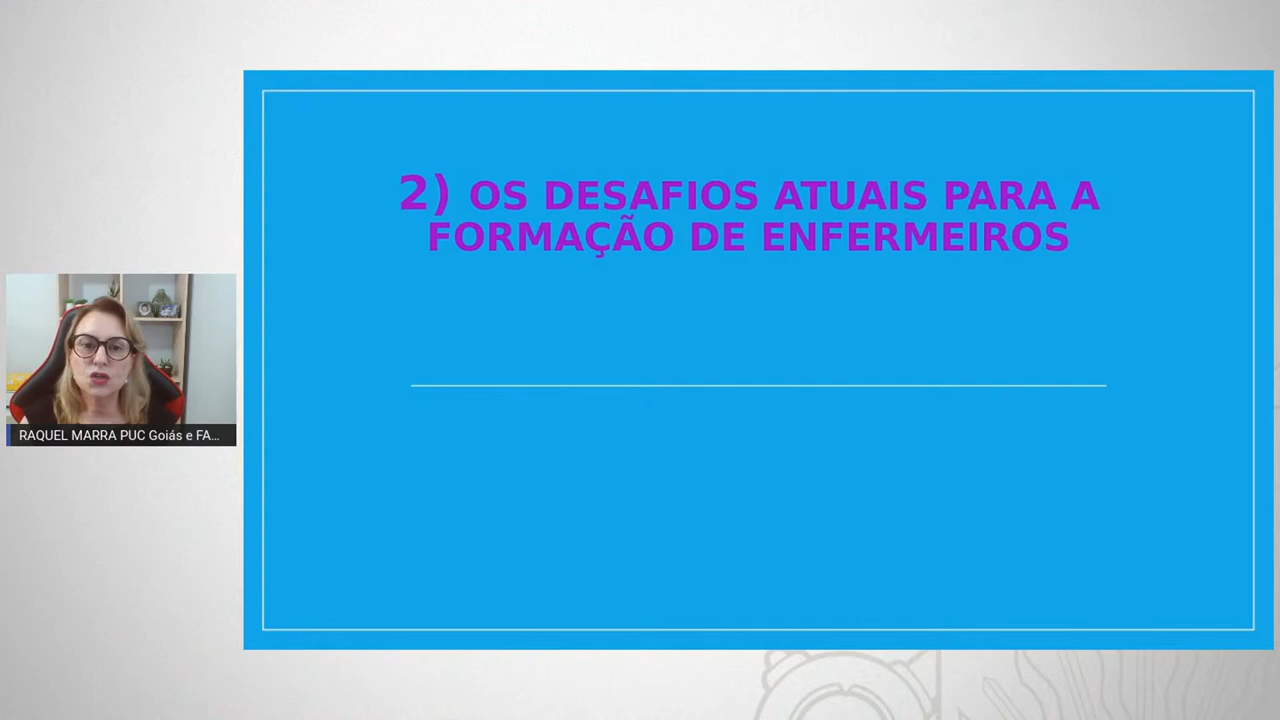 2) OS DESAFIOS ATUAIS PARA A
FORMAÇÃO DE ENFERMEIROS
RAQUEL MARRA PUC Goiás e FA...